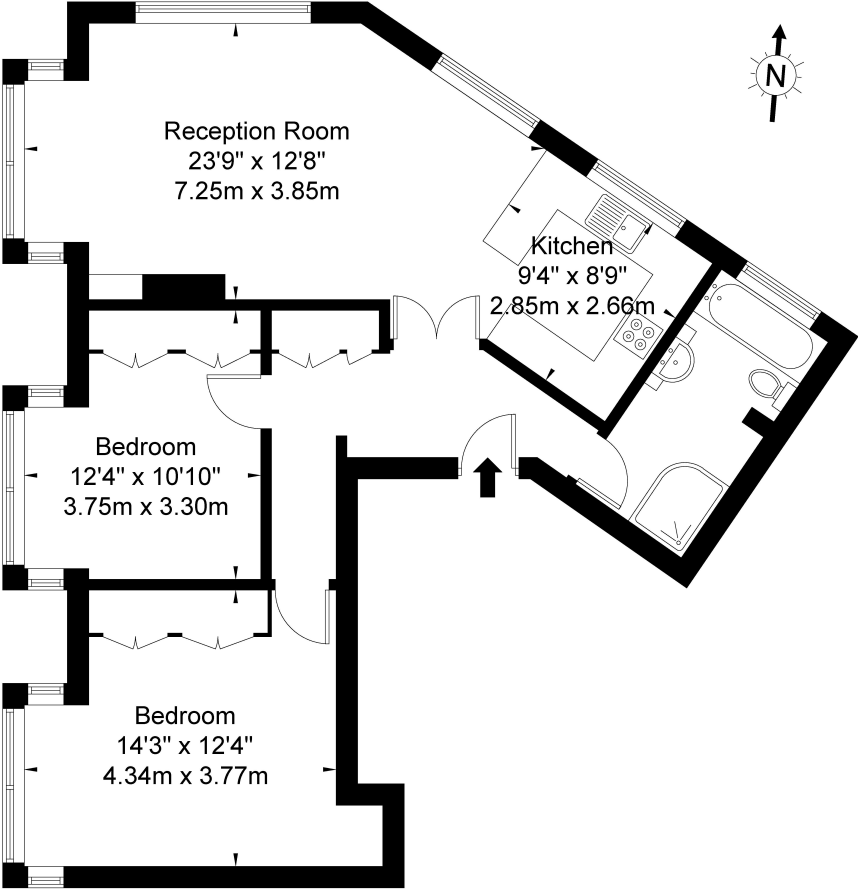 N
Reception Room
23'9" x 12'8"
7.25m x 3.85m
Kitchen
9'4" x 8'9"
2.85m x 2.66m
Bedroom
12'4" x 10'10"
3.75m x 3.30m
Bedroom
14'3" x 12'4"
4.34m x 3.77m